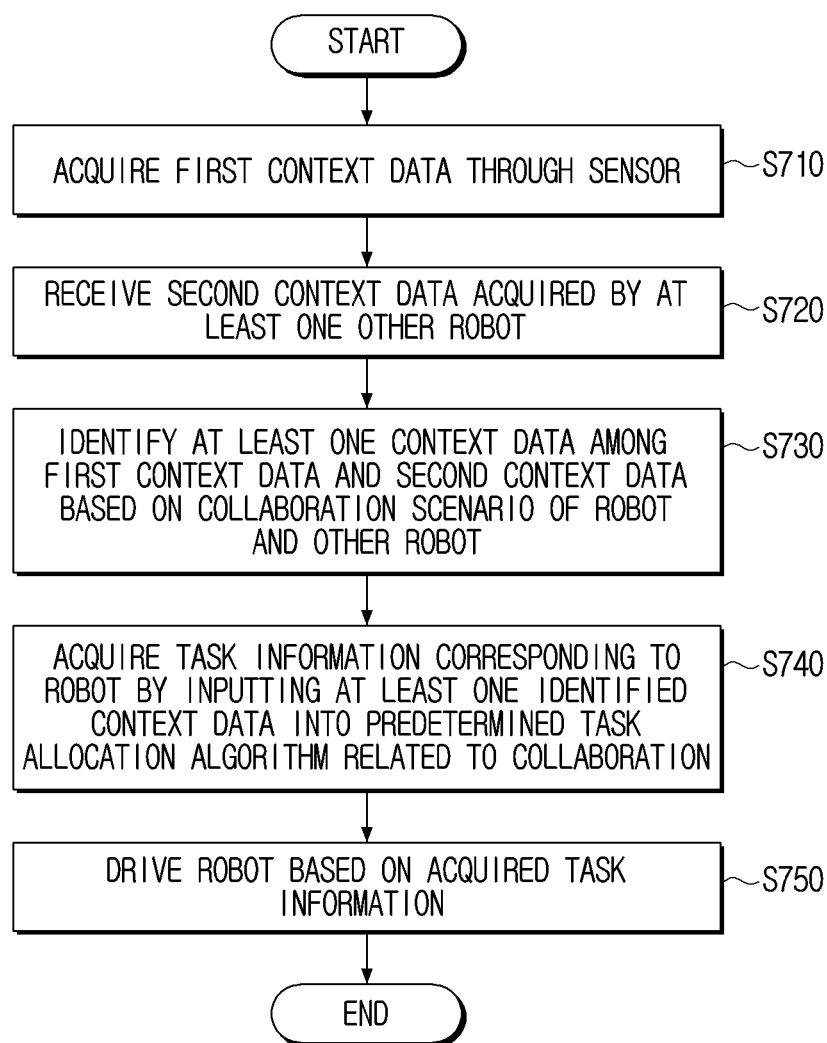 START
ACQUIRE FIRST CONTEXT DATA THROUGH SENSOR
S710
RECEIVE SECOND CONTEXT DATA ACQUIRED BY AT
LEAST ONE OTHER ROBOT
S720
IDENTIFY AT LEAST ONE CONTEXT DATA AMONG
FIRST CONTEXT DATA AND SECOND CONTEXT DATA
BASED ON COLLABORATION SCENARIO OF ROBOT
AND OTHER ROBOT
S730
ACQUIRE TASK INFORMATION CORRESPONDING TO
ROBOT BY INPUTTING AT LEAST ONE IDENTIFIED
CONTEXT DATA INTO PREDETERMINED TASK
ALLOCATION ALGORITHM RELATED TO COLLABORATION
S740
DRIVE ROBOT BASED ON ACQUIRED TASK
INFORMATION
S750
END